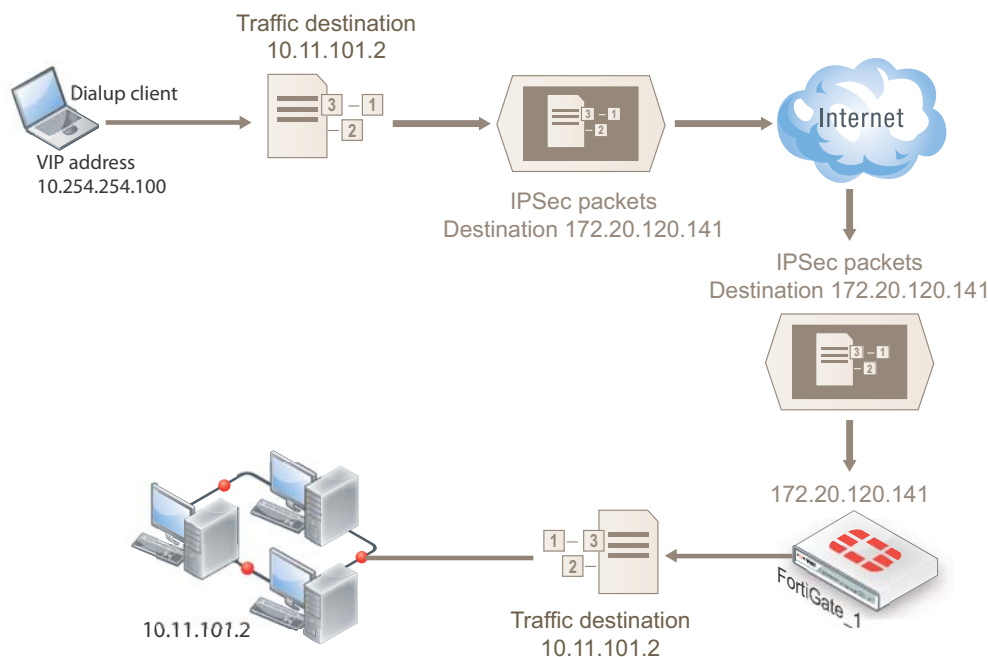 Traffic destination
10.11.101.2
Dialup client
VIP address
10.254.254.100
3 1
2
3 1
2
IPSec packets
Destination 172.20.120.141
Internet
IPSec packets
Destination 172.20.120.141
3 1
2
172.20.120.141
FortiGate_1
1 3
2
Traffic destination
10.11.101.2
10.11.101.2